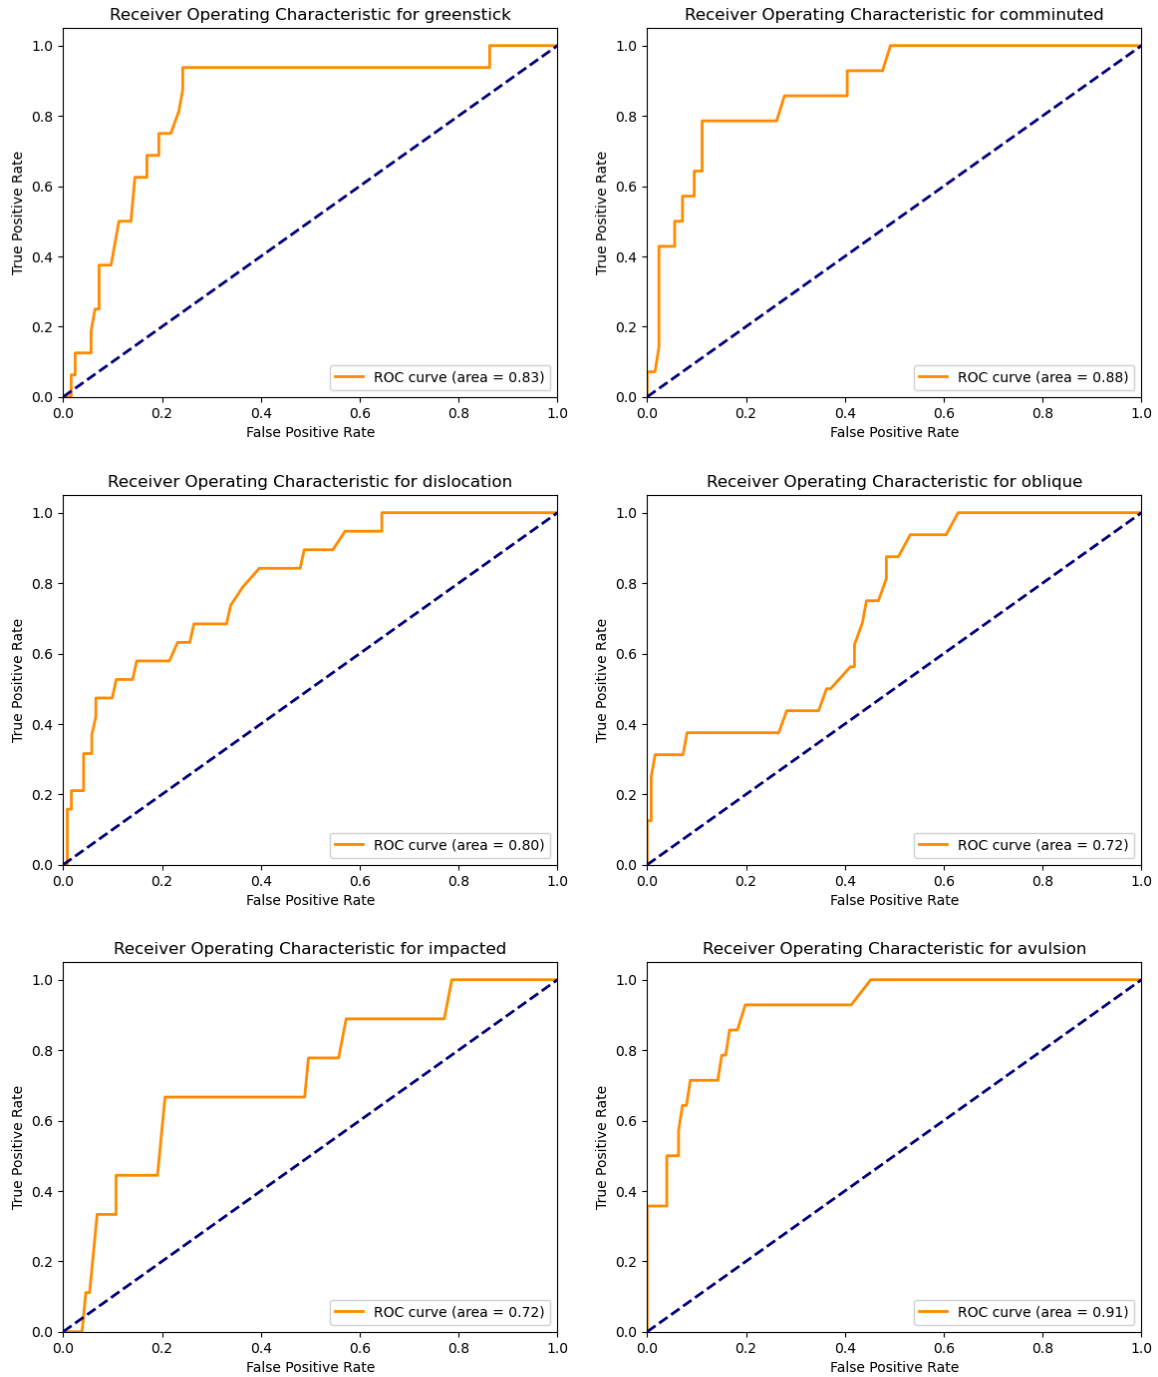 Receiver Operating Characteristic for greenstick
True Positive Rate
1.0
0.8
0.6
0.4
0.2
0.0
ROC curve (area = 0.83)
0.0 0.2 0.4 0.6 0.8 1.0
False Positive Rate
Receiver Operating Characteristic for comminuted
True Positive Rate
1.0
0.8
0.6
0.4
0.2
0.0
ROC curve (area = 0.88)
0.0 0.2 0.4 0.6 0.8 1.0
False Positive Rate
Receiver Operating Characteristic for dislocation
True Positive Rate
1.0
0.8
0.6
0.4
0.2
0.0
ROC curve (area = 0.80)
0.0 0.2 0.4 0.6 0.8 1.0
False Positive Rate
Receiver Operating Characteristic for oblique
True Positive Rate
1.0
0.8
0.6
0.4
0.2
0.0
ROC curve (area = 0.72)
0.0 0.2 0.4 0.6 0.8 1.0
False Positive Rate
Receiver Operating Characteristic for impacted
True Positive Rate
1.0
0.8
0.6
0.4
0.2
0.0
ROC curve (area = 0.72)
0.0 0.2 0.4 0.6 0.8 1.0
False Positive Rate
Receiver Operating Characteristic for avulsion
True Positive Rate
1.0
0.8
0.6
0.4
0.2
0.0
ROC curve (area = 0.91)
0.0 0.2 0.4 0.6 0.8 1.0
False Positive Rate